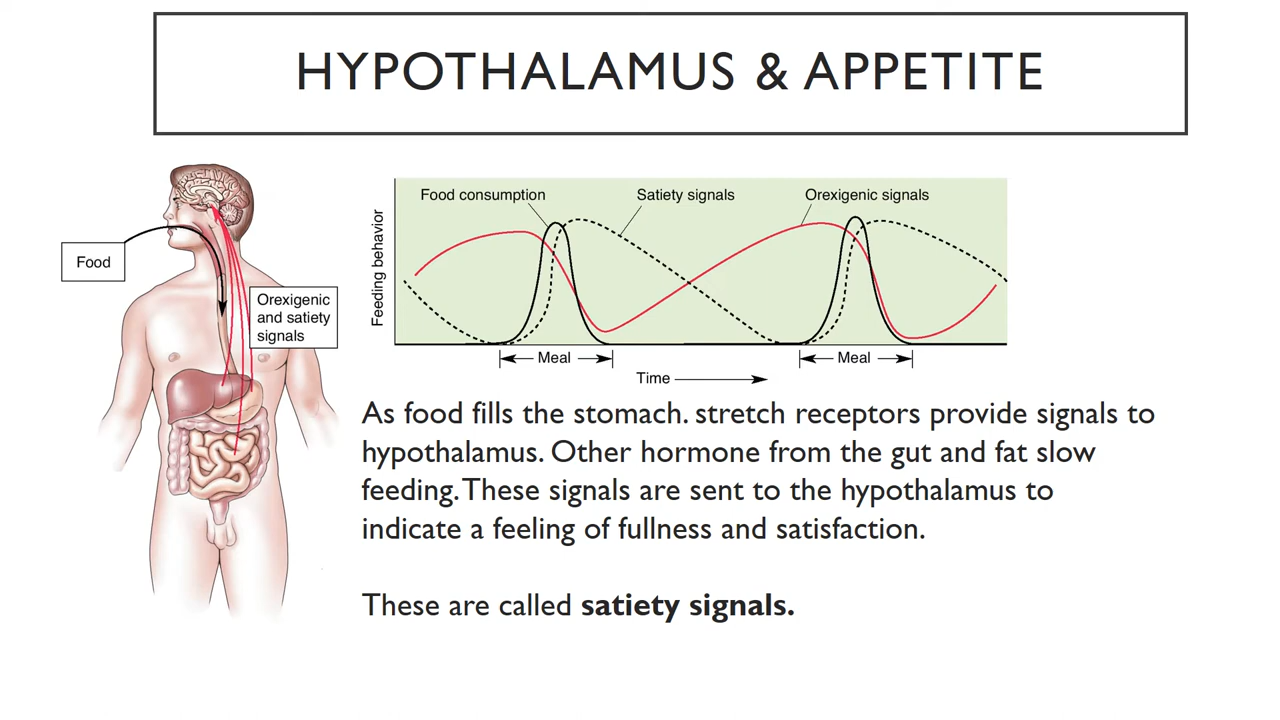 HYPOTHALAMUS & APPETITE
Food
Orexigenic
and satiety
signals
Food consumption
Satiety signals
Orexigenic signals
Feeding behavior
Meal
Meal
Time
As food fills the stomach. stretch receptors provide signals to
hypothalamus. Other hormone from the gut and fat slow
feeding. These signals are sent to the hypothalamus to
indicate a feeling of fullness and satisfaction.
These are called satiety signals.